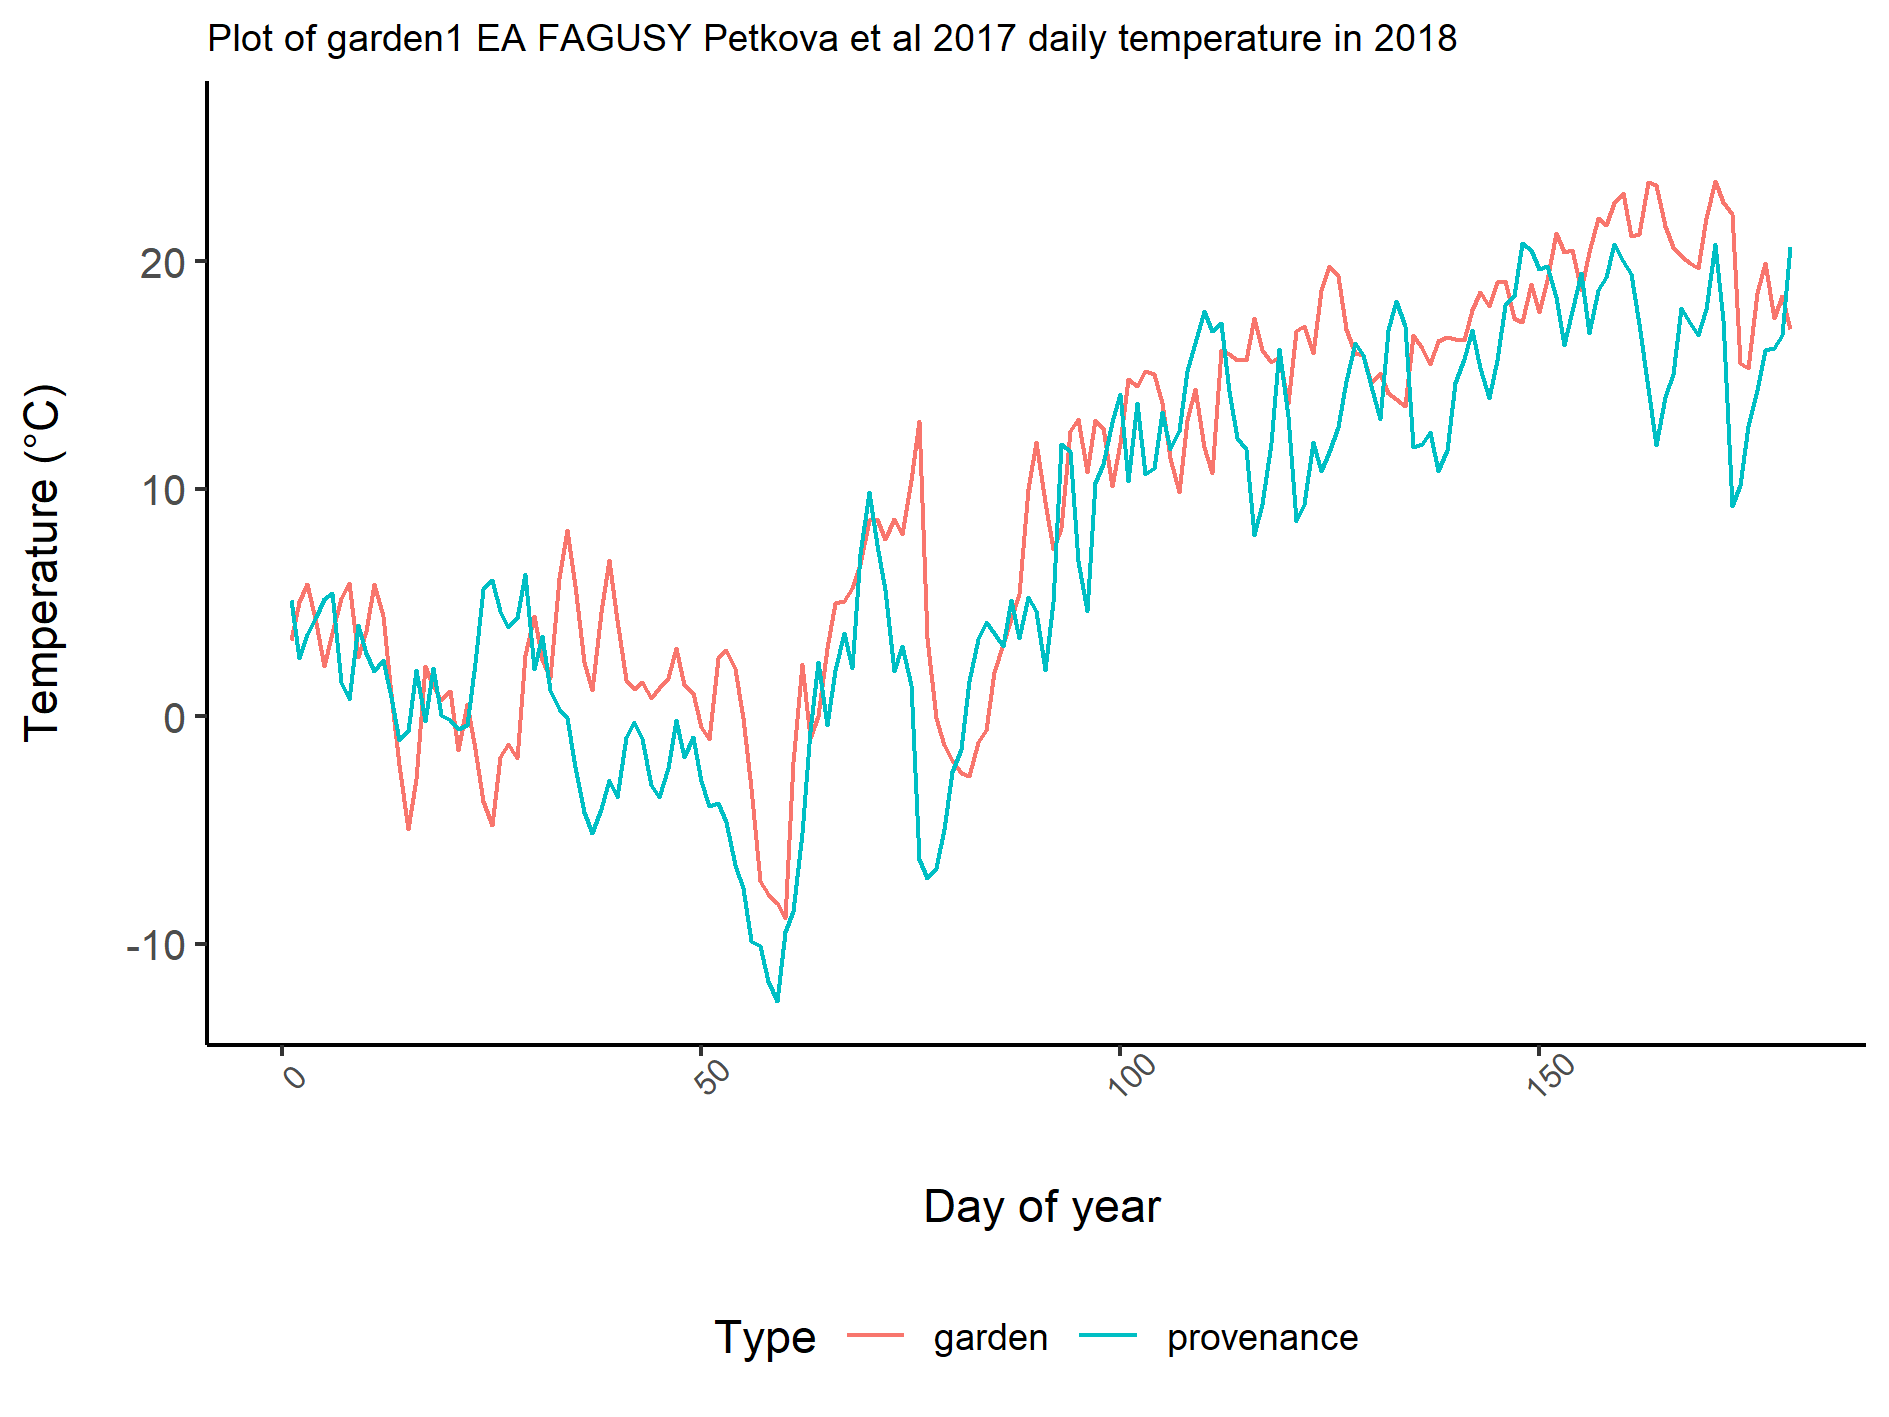 Plot of garden1 EA FAGUSY Petkova et al 2017 daily temperature in 2018
Temperature (°C)
20
10
0
-10
0 50 100 150
Day of year
Type garden provenance